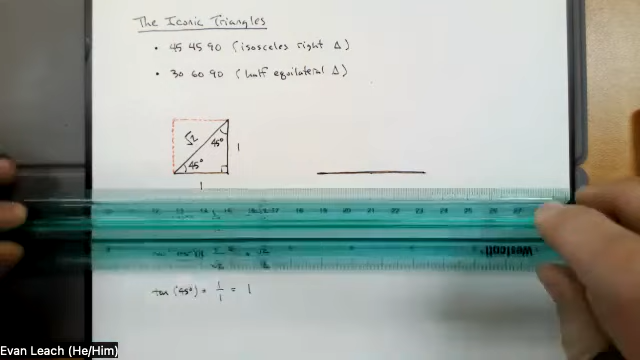 The Iconic Triangles
• 45 45 90 (isosceles right Δ)
• 30 60 90 (half equilateral Δ)
√2 45° 1
45°
1
Westcott
tan (45°) = 1/1 = 1
Evan Leach (He/Him)